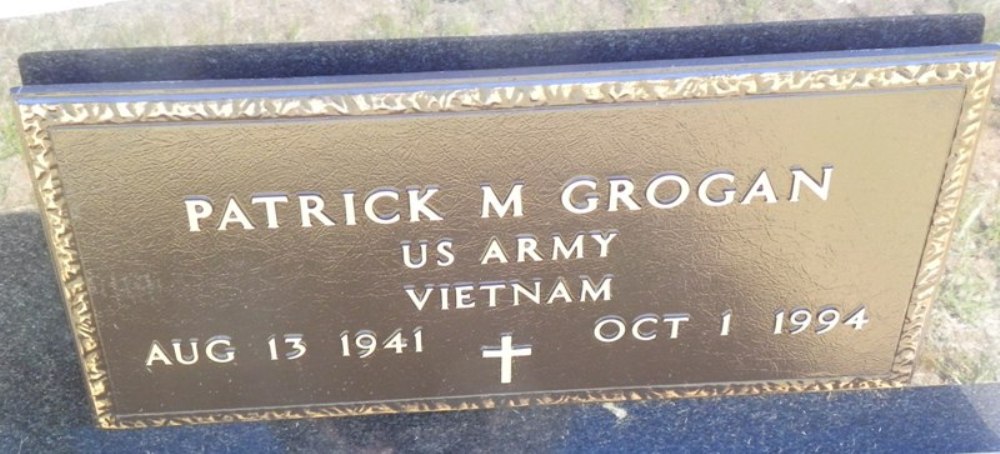 PATRICK M GROGAN
US ARMY
VIETNAM
AUG 13 1941 OCT 1 1994